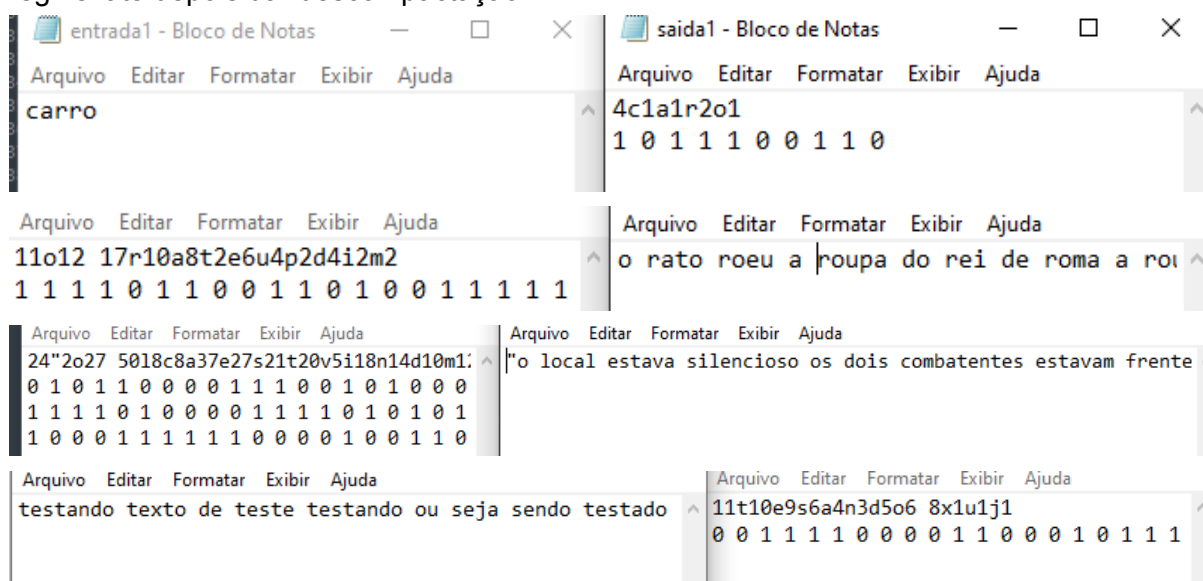 entrada1 - Bloco de Notas
Arquivo Editar Formatar Exibir Ajuda
carro
saida1 - Bloco de Notas
Arquivo Editar Formatar Exibir Ajuda
4c1a1r2o1
1 0 1 1 1 0 0 1 1 0
Arquivo Editar Formatar Exibir Ajuda
11o12 17r10a8t2e6u4p2d4i2m2
1 1 1 1 0 1 1 0 0 1 1 0 1 0 0 1 1 1 1 1
Arquivo Editar Formatar Exibir Ajuda
o rato roeu a roupa do rei de roma a
Arquivo Editar Formatar Exibir Ajuda
24"2o27 50l8c8a37e27s21t20v5i18n14d10m1
0 1 0 1 1 0 0 0 0 1 1 1 0 0 1 0 1 0 0 0
1 1 1 1 0 1 0 0 0 0 1 1 1 1 0 1 0 1 0 1
1 0 0 0 1 1 1 1 1 1 0 0 0 0 1 0 0 1 1 0
Arquivo Editar Formatar Exibir Ajuda
"o local estava silencioso os dois combatentes estavam frente
Arquivo Editar Formatar Exibir Ajuda
testando texto de teste testando ou seja sendo testado
Arquivo Editar Formatar Exibir Ajuda
11t10e9s6a4n3d5o6 8x1u1j1
0 0 1 1 1 1 0 0 0 0 1 1 0 0 0 1 0 1 1 1